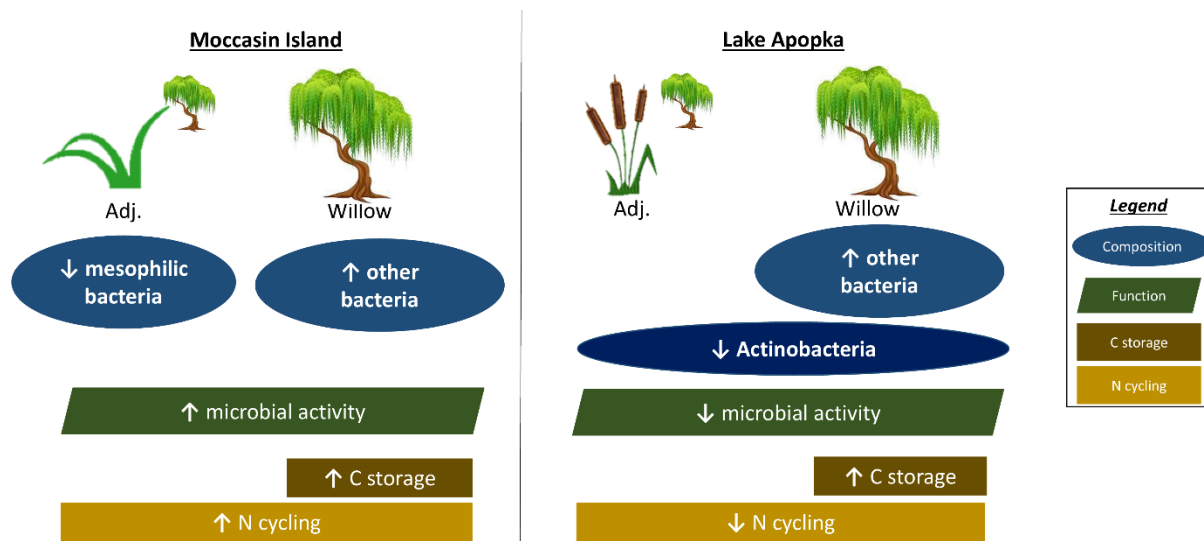 Moccasin Island
Adj.
Willow
↓ mesophilic
bacteria
↑ other
bacteria
↑ microbial activity
↑ C storage
↑ N cycling
Lake Apopka
Adj.
Willow
↑ other
bacteria
↓ Actinobacteria
↓ microbial activity
↑ C storage
↓ N cycling
Legend
Composition
Function
C storage
N cycling